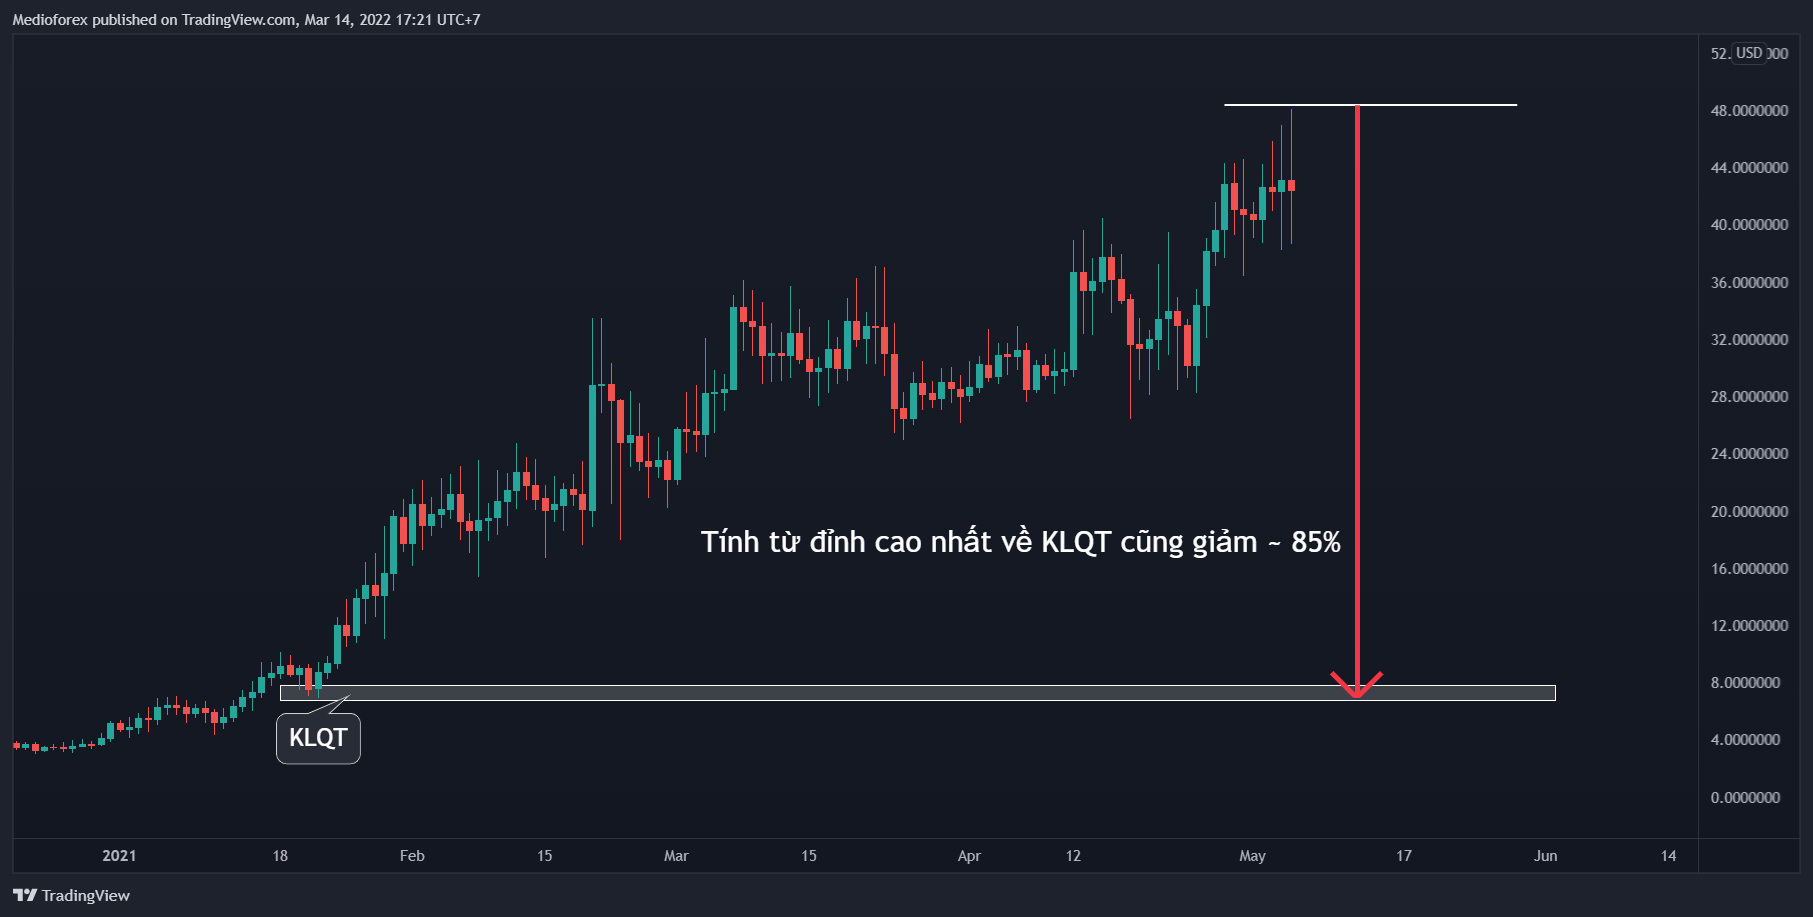 Medioforex published on TradingView.com, Mar 14, 2022 17:21 UTC+7
52. USD 000
48.0000000
44.0000000
40.0000000
36.0000000
32.0000000
28.0000000
24.0000000
20.0000000
Tính từ đỉnh cao nhất về KLQT cũng giảm ~ 85%
16.0000000
12.0000000
8.0000000
KLQT
4.0000000
0.0000000
2021 18 Feb 15 Mar 15 Apr 12 May 17 Jun 14
TradingView